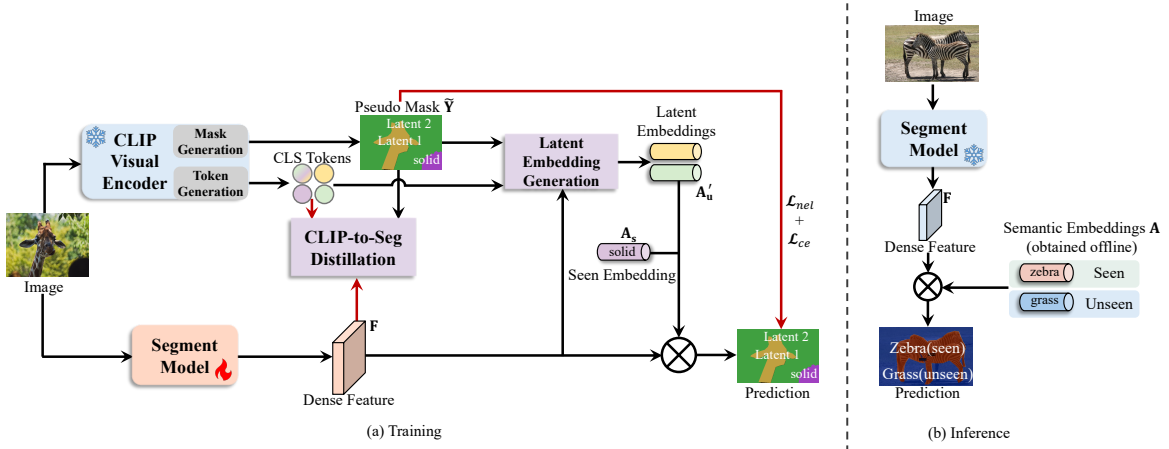 Image
CLIP
Visual
Encoder
Mask
Generation
Token
Generation
Pseudo Mask Ỹ
Latent 2
Latent 1
solid
CLS Tokens
CLIP-to-Seg
Distillation
Latent
Embedding
Generation
Latent
Embeddings
A′u
As
solid
Seen Embedding
ℒnel
+
ℒce
Segment
Model
F
Dense Feature
Latent 2
Latent 1
solid
Prediction
(a) Training
Image
Segment
Model
F
Dense Feature
Semantic Embeddings A
(obtained offline)
zebra
Seen
grass
Unseen
Zebra(seen)
Grass(unseen)
Prediction
(b) Inference